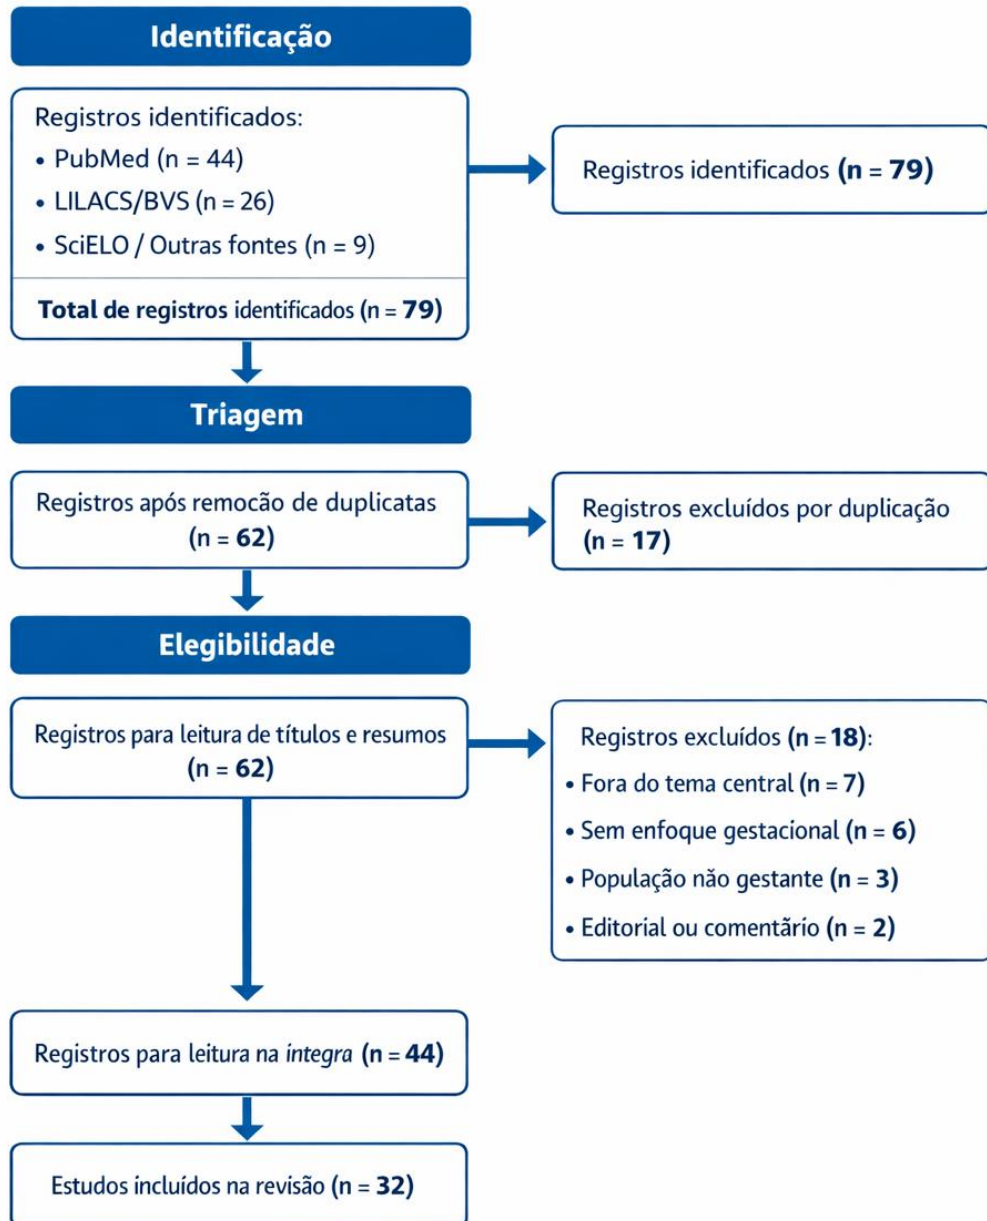 Identificação
Registros identificados:
• PubMed (n = 44)
• LILACS/BVS (n = 26)
• SciELO / Outras fontes (n = 9)
Total de registros identificados (n = 79)
Registros identificados (n = 79)
Triagem
Registros após remocão de duplicatas
(n = 62)
Registros excluídos por duplicação
(n = 17)
Elegibilidade
Registros para leitura de títulos e resumos
(n = 62)
Registros excluídos (n = 18):
• Fora do tema central (n = 7)
• Sem enfoque gestacional (n = 6)
• População não gestante (n = 3)
• Editorial ou comentãrio (n = 2)
Registros para leitura na íntegra (n = 44)
Estudos incluídos na revisão (n = 32)